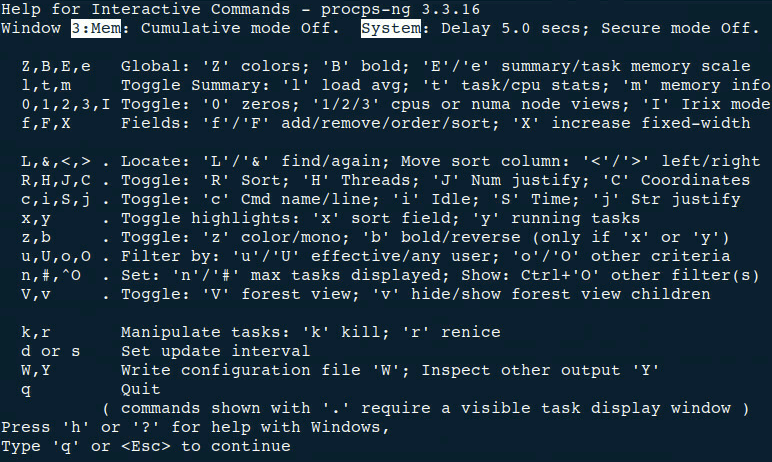 Help for Interactive Commands - procps-ng 3.3.16
Window 3:Mem: Cumulative mode Off.  System: Delay 5.0 secs; Secure mode Off.

  Z,B,E,e   Global: 'Z' colors; 'B' bold; 'E'/'e' summary/task memory scale
  l,t,m     Toggle Summary: 'l' load avg; 't' task/cpu stats; 'm' memory info
  0,1,2,3,I Toggle: '0' zeros; '1/2/3' cpus or numa node views; 'I' Irix mode
  f,F,X     Fields: 'f'/'F' add/remove/order/sort; 'X' increase fixed-width

  L,&,<,> . Locate: 'L'/'&' find/again; Move sort column: '<'/'>' left/right
  R,H,J,C . Toggle: 'R' Sort; 'H' Threads; 'J' Num justify; 'C' Coordinates
  c,i,S,j . Toggle: 'c' Cmd name/line; 'i' Idle; 'S' Time; 'j' Str justify
  x,y     . Toggle highlights: 'x' sort field; 'y' running tasks
  z,b     . Toggle: 'z' color/mono; 'b' bold/reverse (only if 'x' or 'y')
  u,U,o,O . Filter by: 'u'/'U' effective/any user; 'o'/'O' other criteria
  n,#,^O  . Set: 'n'/'#' max tasks displayed; Show: Ctrl+'O' other filter(s)
  V,v     . Toggle: 'V' forest view; 'v' hide/show forest view children

  k,r       Manipulate tasks: 'k' kill; 'r' renice
  d or s    Set update interval
  W,Y       Write configuration file 'W'; Inspect other output 'Y'
  q         Quit
          ( commands shown with '.' require a visible task display window )
Press 'h' or '?' for help with Windows,
Type 'q' or <Esc> to continue